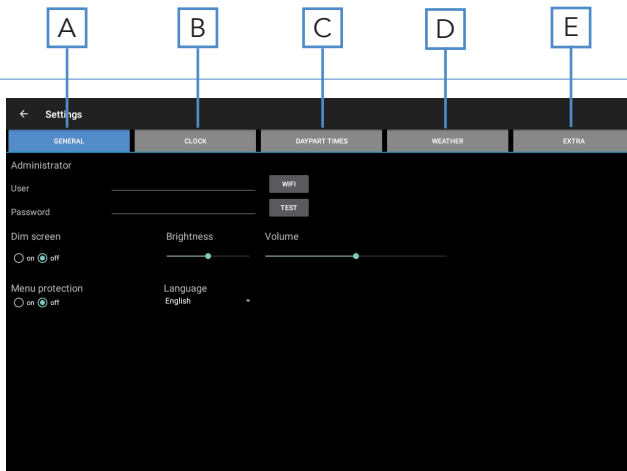 A B C D E
← Settings
GENERAL CLOCK DAYPART TIMES WEATHER EXTRA
Administrator
User WIFI
Password TEST
Dim screen Brightness Volume
on off
Menu protection Language
on off English